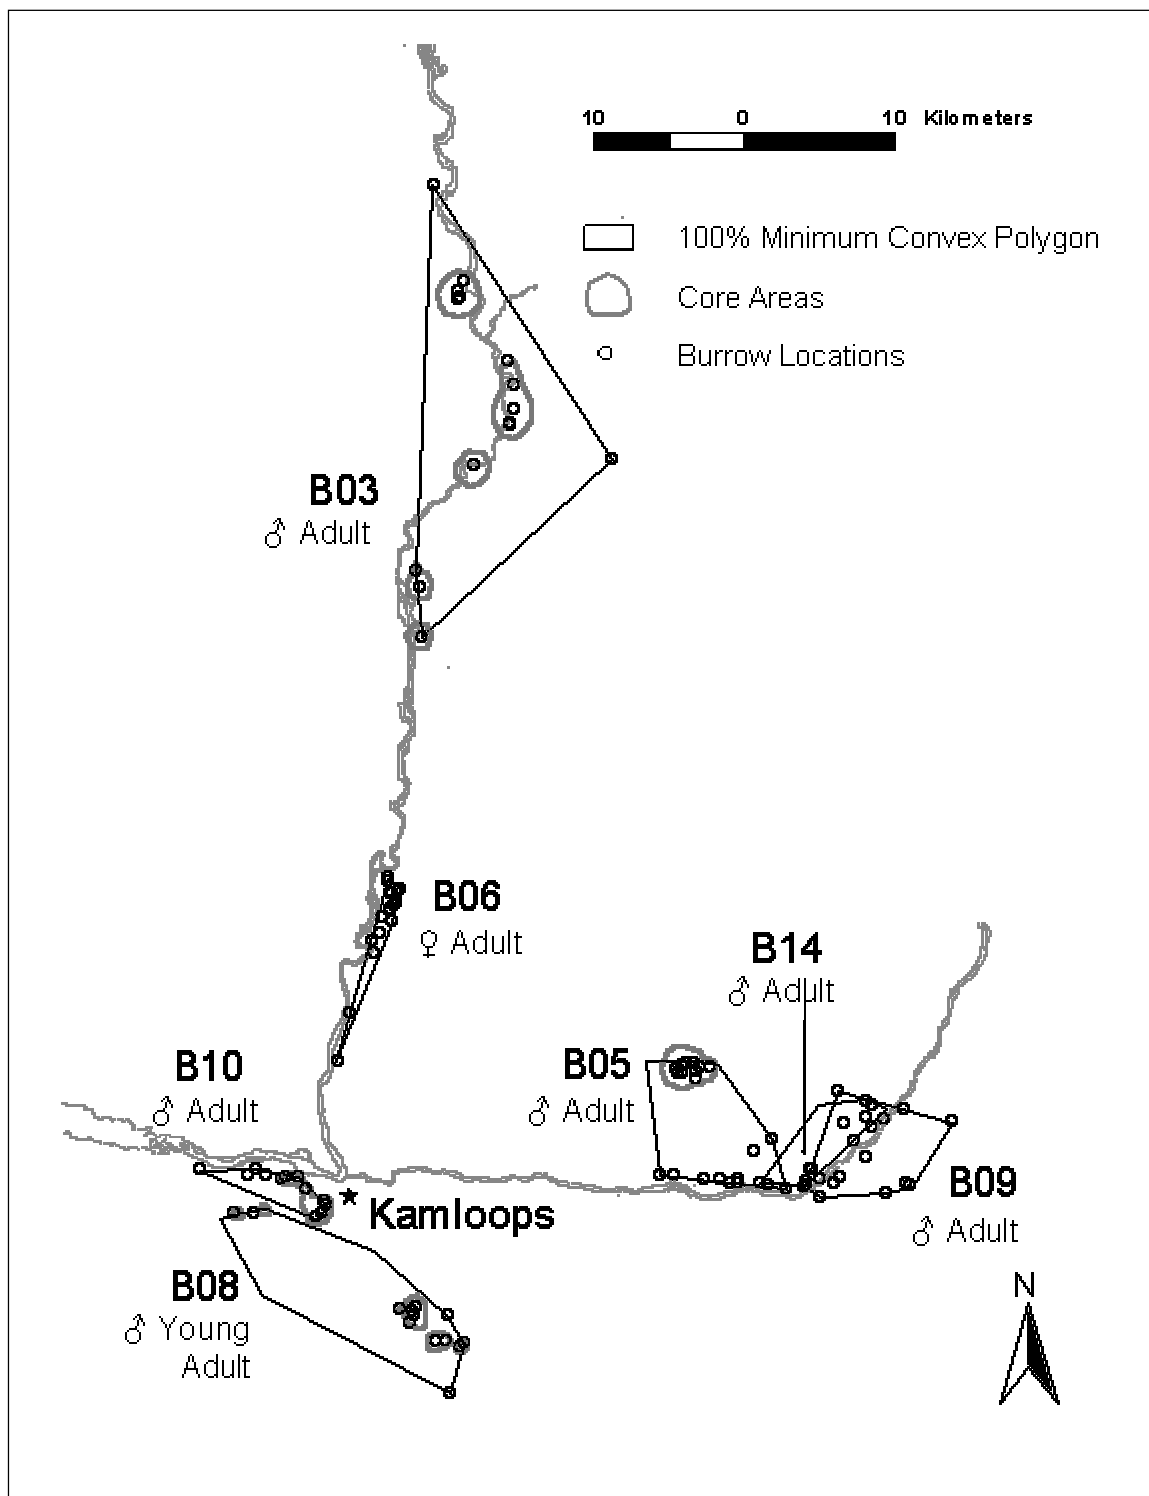 10 0 10 Kilometers
100% Minimum Convex Polygon
Core Areas
Burrow Locations
B03
♂ Adult
B06
♀ Adult
B14
♂ Adult
B10
♂ Adult
B05
♂ Adult
B09
♂ Adult
Kamloops
B08
♂ Young
Adult
N